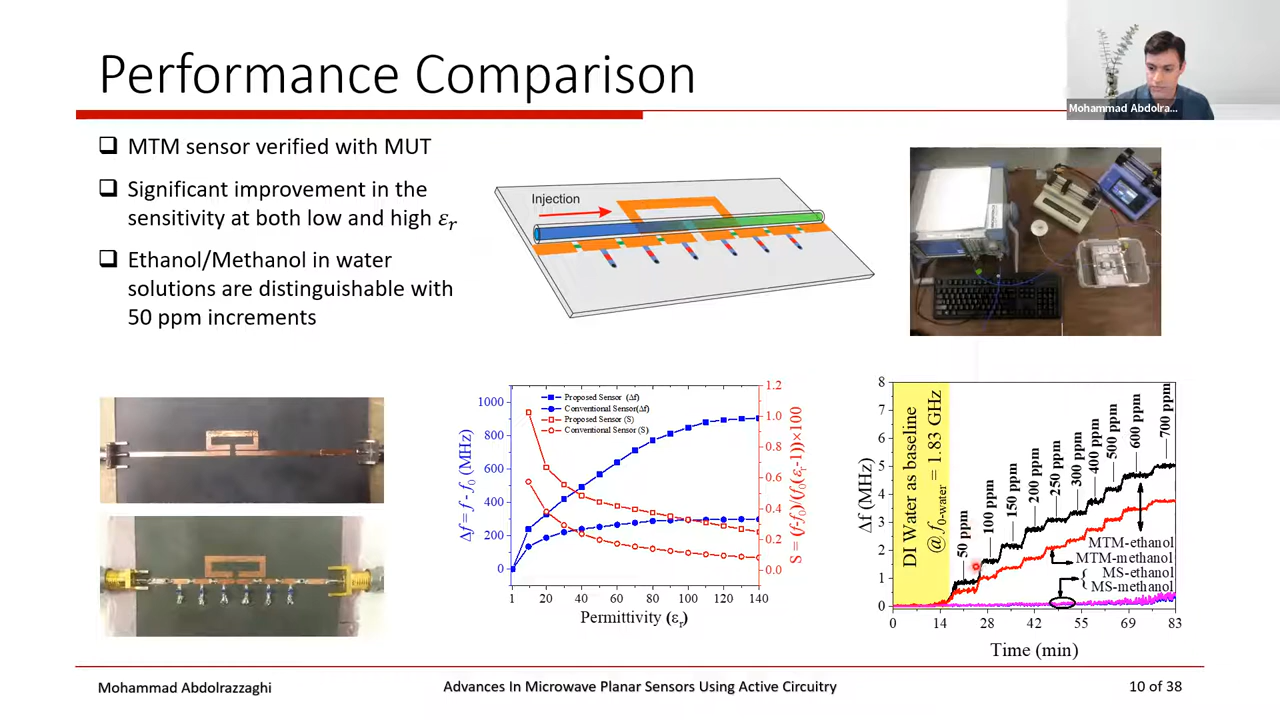 Performance Comparison
Mohammad Abdolra...
❑ MTM sensor verified with MUT
❑ Significant improvement in the
sensitivity at both low and high εr
❑ Ethanol/Methanol in water
solutions are distinguishable with
50 ppm increments
Injection
Δf = f - f0 (MHz)
1000
800
600
400
200
0
Proposed Sensor (Δf)
Conventional Sensor(Δf)
Proposed Sensor (S)
Conventional Sensor (S)
1.2
1.0
0.8
0.6
0.4
0.2
0.0
S = (f-f0)/(f0(εr-1))×100
1 20 40 60 80 100 120 140
Permittivity (εr)
Δf (MHz)
8
7
6
5
4
3
2
1
0
DI Water as baseline
@ f0-water = 1.83 GHz
50 ppm
100 ppm
150 ppm
200 ppm
250 ppm
300 ppm
400 ppm
500 ppm
600 ppm
700 ppm
MTM-ethanol
MTM-methanol
MS-ethanol
MS-methanol
0 14 28 42 55 69 83
Time (min)
Mohammad Abdolrazzaghi
Advances In Microwave Planar Sensors Using Active Circuitry
10 of 38